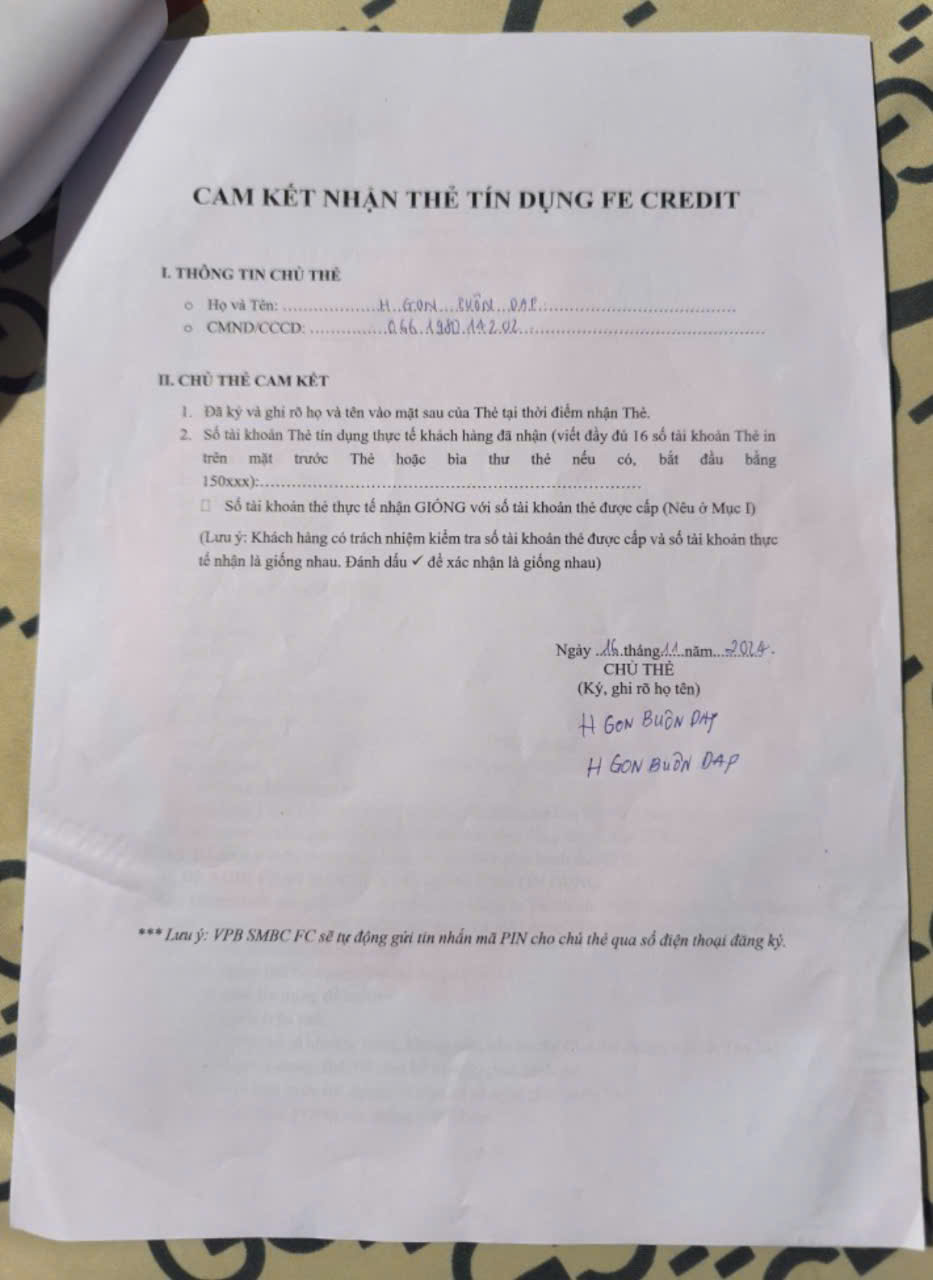 CAM KẾT NHẬN THẺ TÍN DỤNG FE CREDIT
I. THÔNG TIN CHỦ THẺ
○ Họ và Tên: ....................H GON BUÔN DAP....................
○ CMND/CCCD: ................066198014202....................
II. CHỦ THẺ CAM KẾT
1. Đã ký và ghi rõ họ và tên vào mặt sau của Thẻ tại thời điểm nhận Thẻ.
2. Số tài khoản Thẻ tín dụng thực tế khách hàng đã nhận (viết đầy đủ 16 số tài khoản Thẻ in
trên mặt trước Thẻ hoặc bìa thư thẻ nếu có, bắt đầu bằng
150xxx):....................................................................
☐ Số tài khoản thẻ thực tế nhận GIỐNG với số tài khoản thẻ được cấp (Nêu ở Mục I)
(Lưu ý: Khách hàng có trách nhiệm kiểm tra số tài khoản thẻ được cấp và số tài khoản thực
tế nhận là giống nhau. Đánh dấu ✓ để xác nhận là giống nhau)
Ngày ..16.tháng.11..năm...2024.
CHỦ THẺ
(Ký, ghi rõ họ tên)
H GON BUÔN DAP
H GON BUÔN DAP
*** Lưu ý: VPB SMBC FC sẽ tự động gửi tin nhắn mã PIN cho chủ thẻ qua số điện thoại đăng ký.